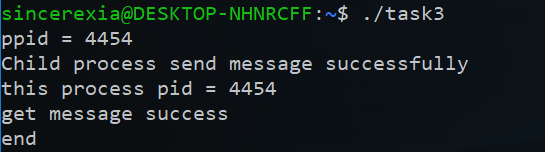 sincerexia@DESKTOP-NHNRCFF:~$ ./task3
ppid = 4454
Child process send message successfully
this process pid = 4454
get message success
end